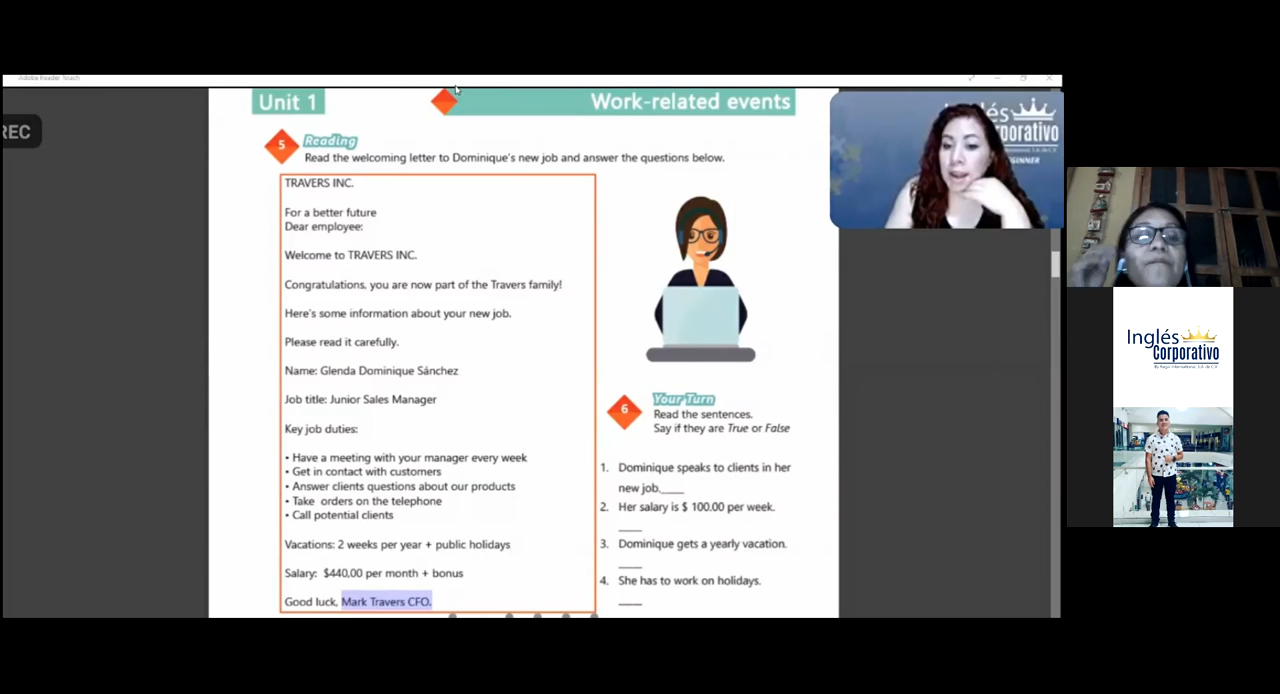 Adobe Reader Touch
REC
Unit 1
Work-related events
5
Reading
Read the welcoming letter to Dominique's new job and answer the questions below.
TRAVERS INC.
For a better future
Dear employee:
Welcome to TRAVERS INC.
Congratulations, you are now part of the Travers family!
Here's some information about your new job.
Please read it carefully.
Name: Glenda Dominique Sánchez
Job title: Junior Sales Manager
Key job duties:
• Have a meeting with your manager every week
• Get in contact with customers
• Answer clients questions about our products
• Take orders on the telephone
• Call potential clients
Vacations: 2 weeks per year + public holidays
Salary: $440,00 per month + bonus
Good luck, Mark Travers CFO.
6
Your Turn
Read the sentences.
Say if they are True or False
1. Dominique speaks to clients in her
new job.____
2. Her salary is $ 100.00 per week.
____
3. Dominique gets a yearly vacation.
____
4. She has to work on holidays.
____
Inglés
Corporativo